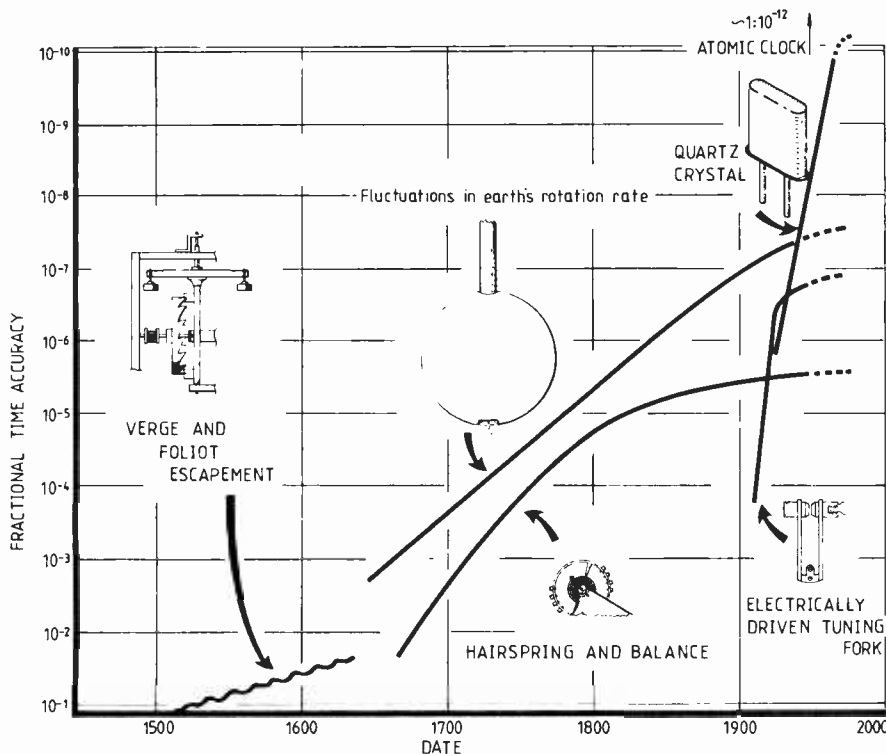 ~1:10⁻¹²
ATOMIC CLOCK
10-10
10-9
10-8
10-7
10-6
10-5
10-4
10-3
10-2
10-1
FRACTIONAL TIME ACCURACY
QUARTZ
CRYSTAL
Fluctuations in earth's rotation rate
VERGE AND
FOLIOT
ESCAPEMENT
HAIRSPRING AND BALANCE
ELECTRICALLY
DRIVEN TUNING
FORK
1500
1600
1700
1800
1900
2000
DATE